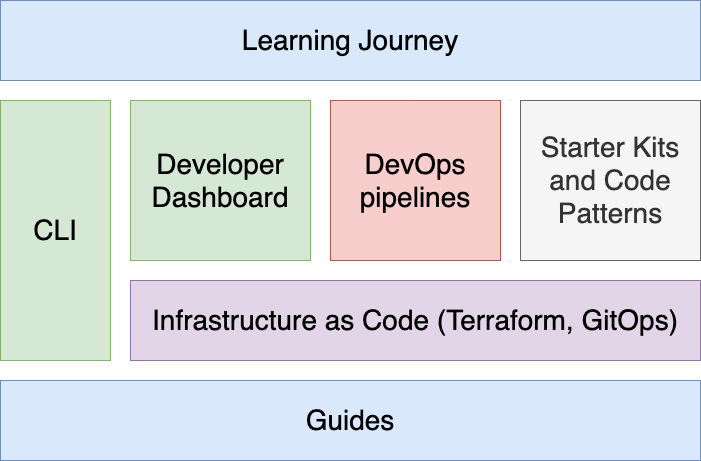 Learning Journey
CLI
Developer
Dashboard
DevOps
pipelines
Starter Kits
and Code
Patterns
Infrastructure as Code (Terraform, GitOps)
Guides